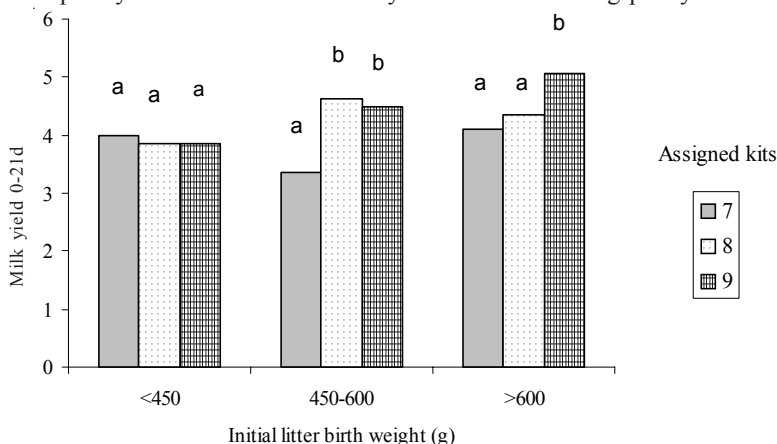 6
5
4
3
2
1
0
Milk yield 0-21d
a
a
a
a
b
b
a
a
b
<450
450-600
>600
Initial litter birth weight (g)
Assigned kits
7
8
9